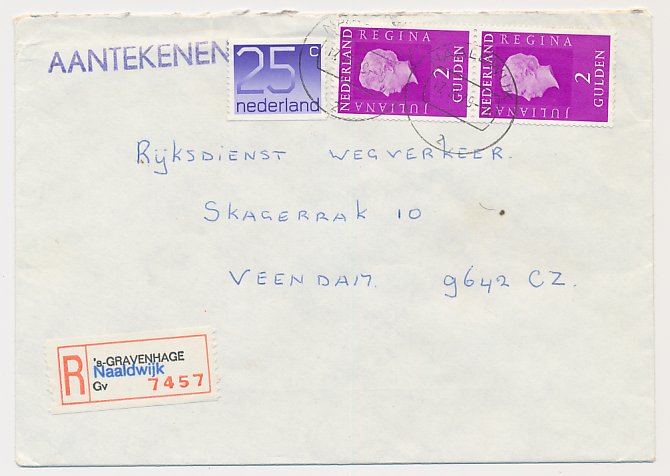 AANTEKENEN
25 c
nederland
NEDERLAND
REGINA
JULIANA
2 GULDEN
NEDERLAND
REGINA
JULIANA
2 GULDEN
Rijksdienst Wegverkeer.
Skagerrak 10
Veendam. 9642 CZ.
R
's-GRAVENHAGE
Naaldwijk
Gv 7457